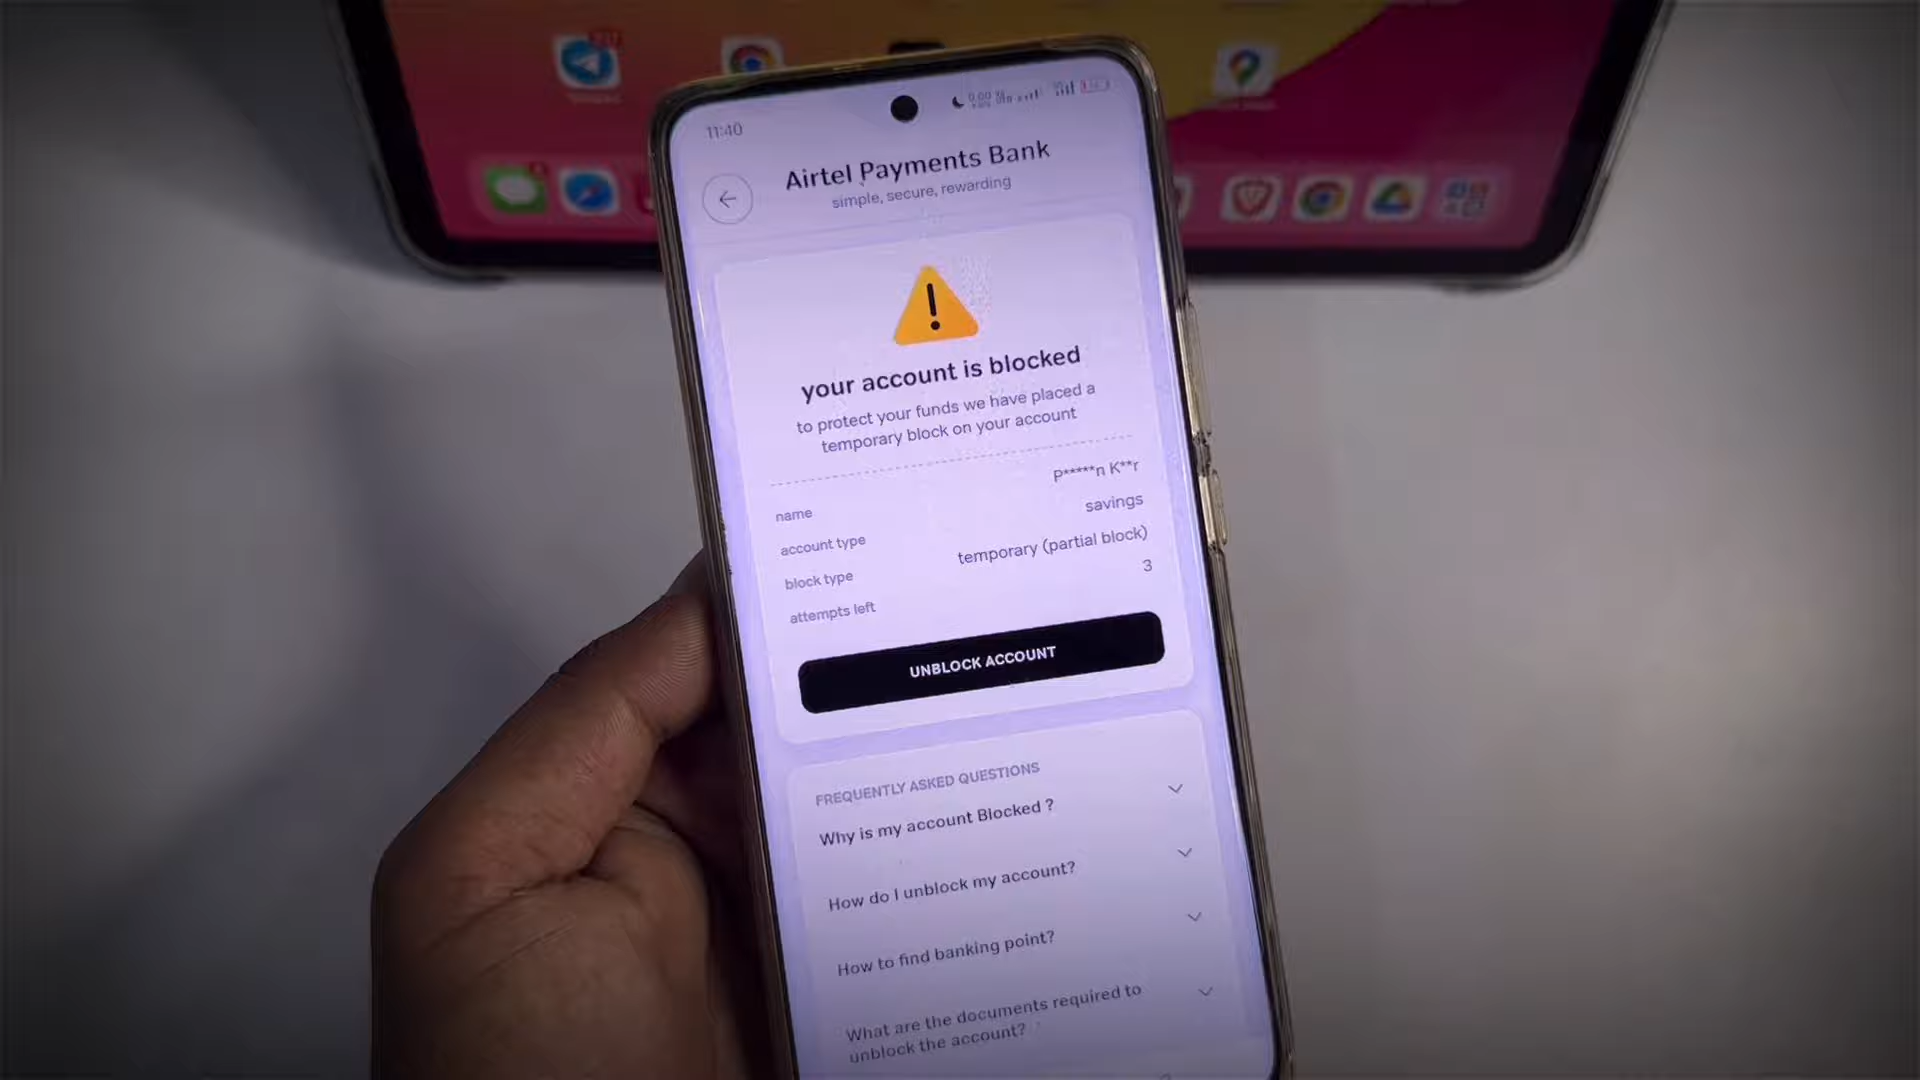 11:40
Airtel Payments Bank
simple, secure, rewarding
your account is blocked
to protect your funds we have placed a
temporary block on your account
name P*****n K**r
account type savings
block type temporary (partial block)
attempts left 3
UNBLOCK ACCOUNT
FREQUENTLY ASKED QUESTIONS
Why is my account Blocked ?
How do I unblock my account?
How to find banking point?
What are the documents required to
unblock the account?